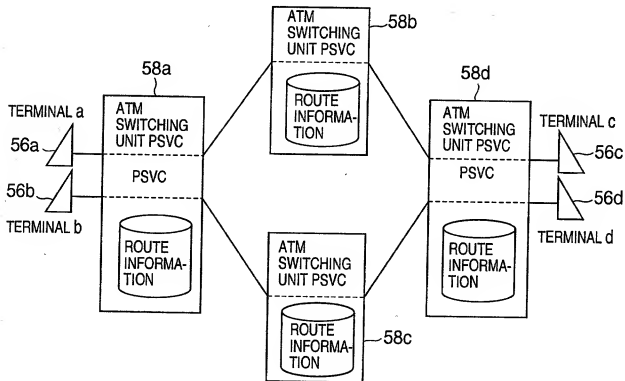 ATM
SWITCHING
UNIT PSVC
58b
ROUTE
INFORMA-
TION
58a
ATM
SWITCHING
UNIT PSVC
PSVC
ROUTE
INFORMA-
TION
TERMINAL a
56a
56b
TERMINAL b
58d
ATM
SWITCHING
UNIT PSVC
PSVC
ROUTE
INFORMA-
TION
TERMINAL c
56c
56d
TERMINAL d
ATM
SWITCHING
UNIT PSVC
ROUTE
INFORMA-
TION
58c